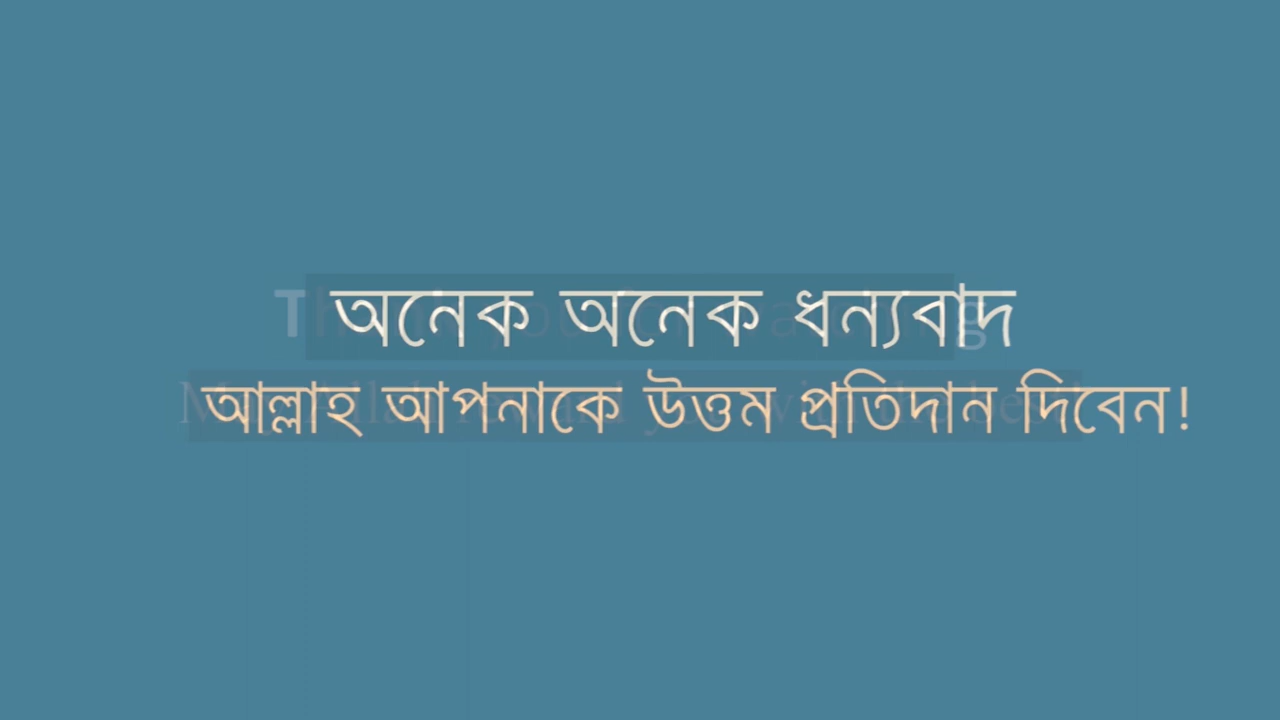 অনেক অনেক ধন্যবাদ
আল্লাহ আপনাকে উত্তম প্রতিদান দিবেন!